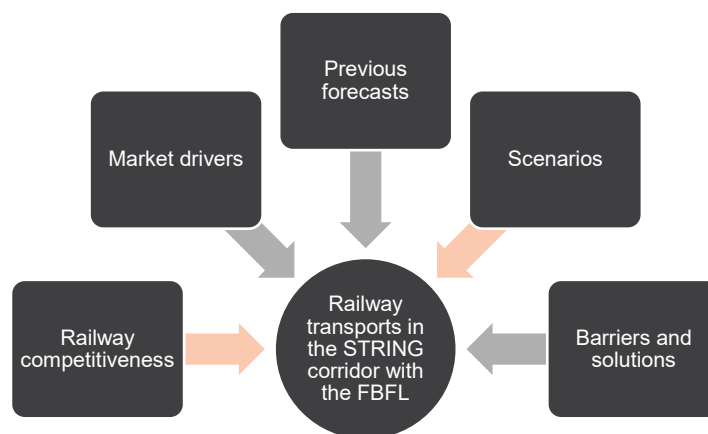 Previous
forecasts
Market drivers
Scenarios
Railway
competitiveness
Railway
transports in
the STRING
corridor with
the FBFL
Barriers and
solutions